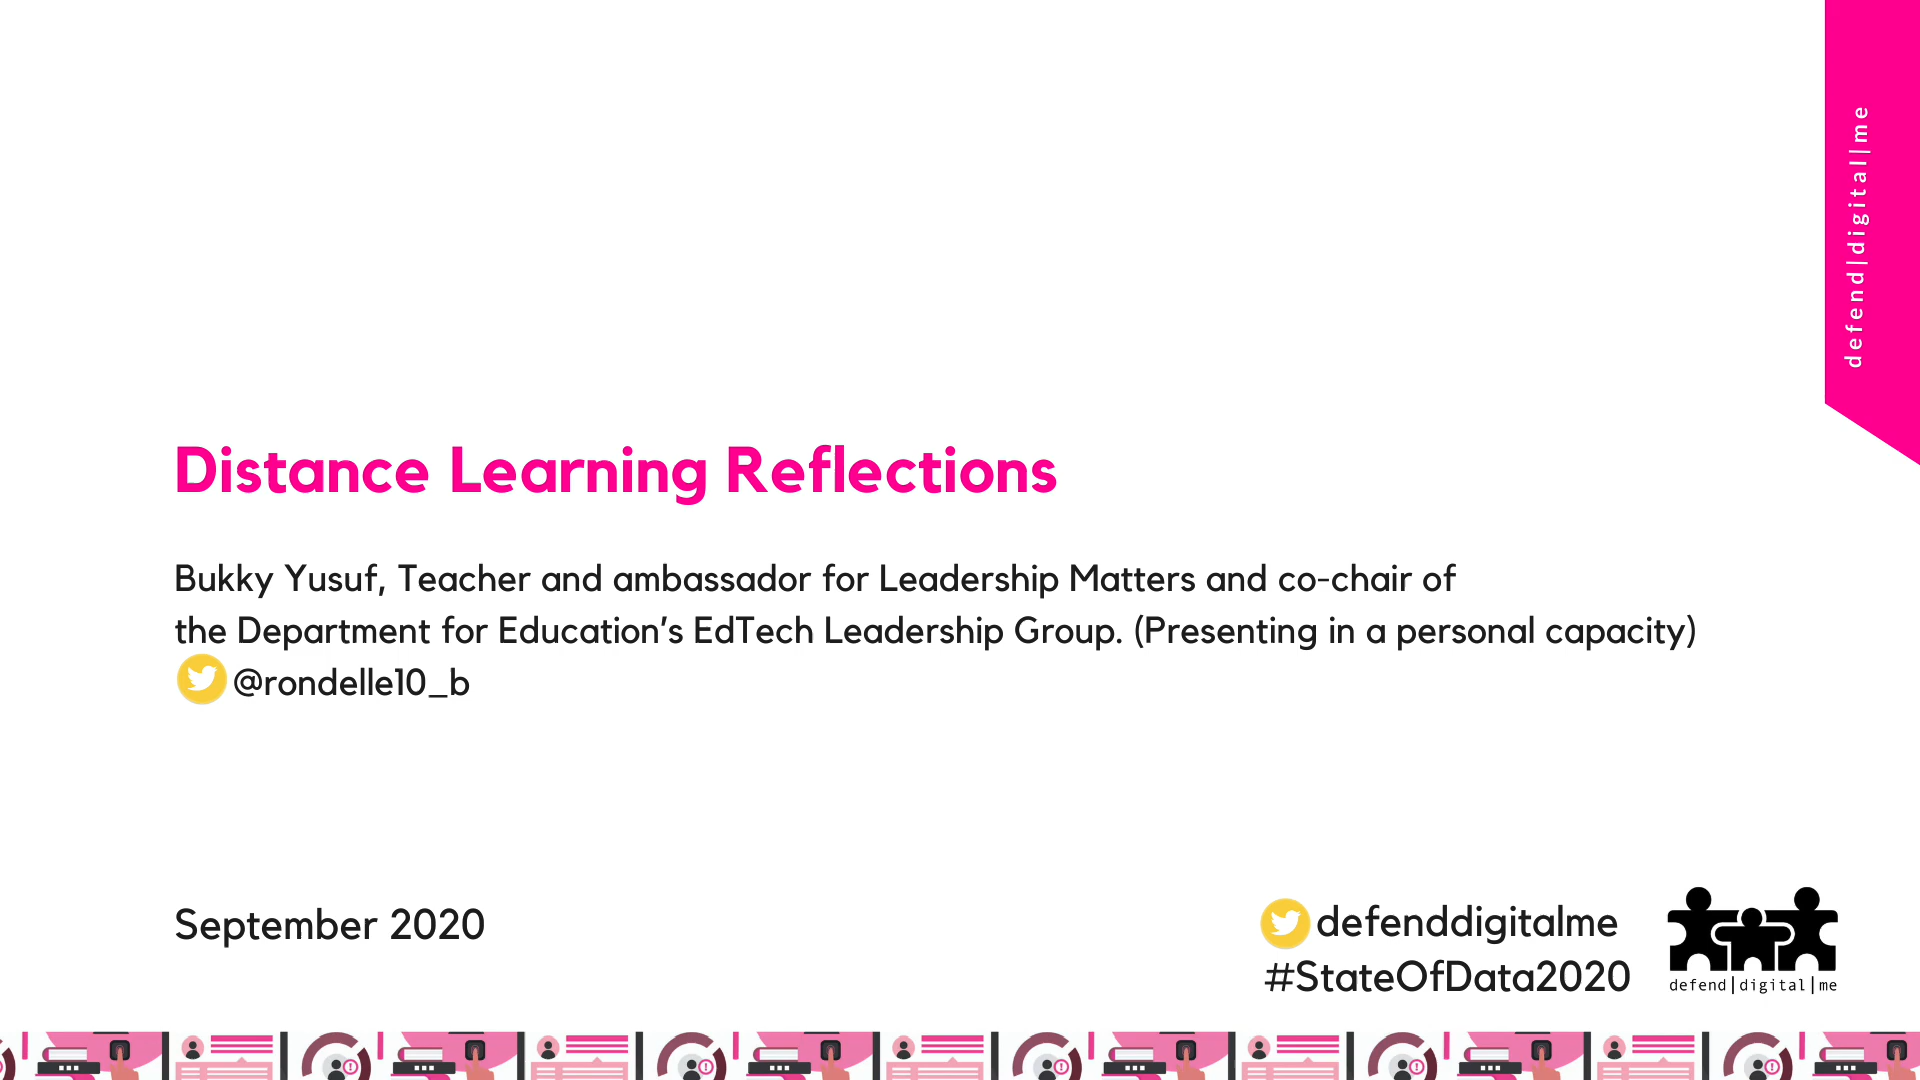 defend|digital|me
Distance Learning Reflections
Bukky Yusuf, Teacher and ambassador for Leadership Matters and co-chair of
the Department for Education’s EdTech Leadership Group. (Presenting in a personal capacity)
@rondelle10_b
September 2020
defenddigitalme
#StateOfData2020
defend|digital|me